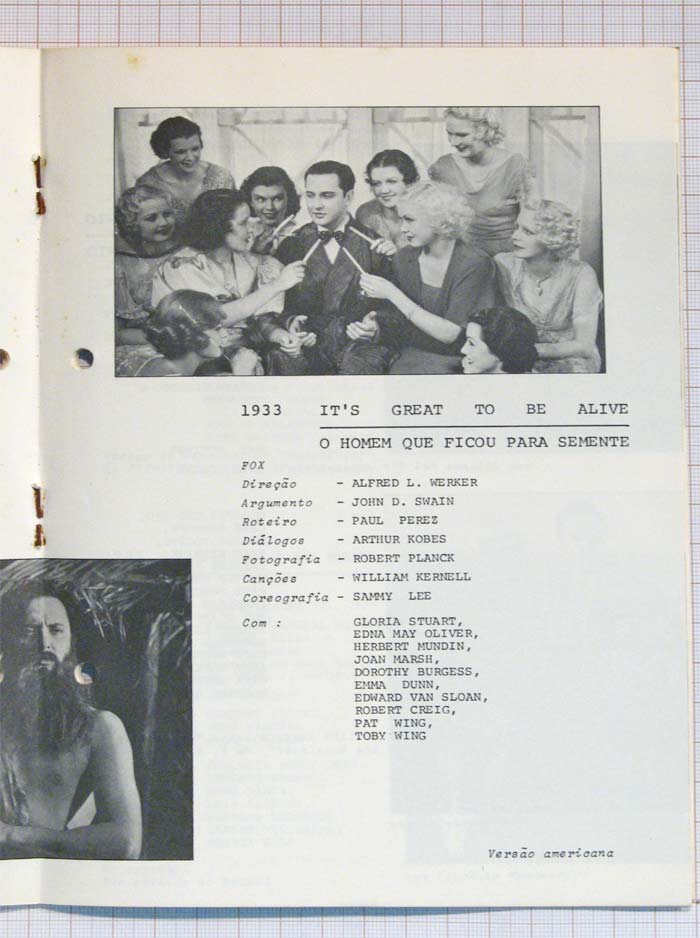 1933 IT'S GREAT TO BE ALIVE
O HOMEM QUE FICOU PARA SEMENTE
FOX
Direção - ALFRED L. WERKER
Argumento - JOHN D. SWAIN
Roteiro - PAUL PEREZ
Diálogos - ARTHUR KOBES
Fotografia - ROBERT PLANCK
Canções - WILLIAM KERNELL
Coreografia - SAMMY LEE
Com : GLORIA STUART,
EDNA MAY OLIVER,
HERBERT MUNDIN,
JOAN MARSH,
DOROTHY BURGESS,
EMMA DUNN,
EDWARD VAN SLOAN,
ROBERT CREIG,
PAT WING,
TOBY WING
Versão americana